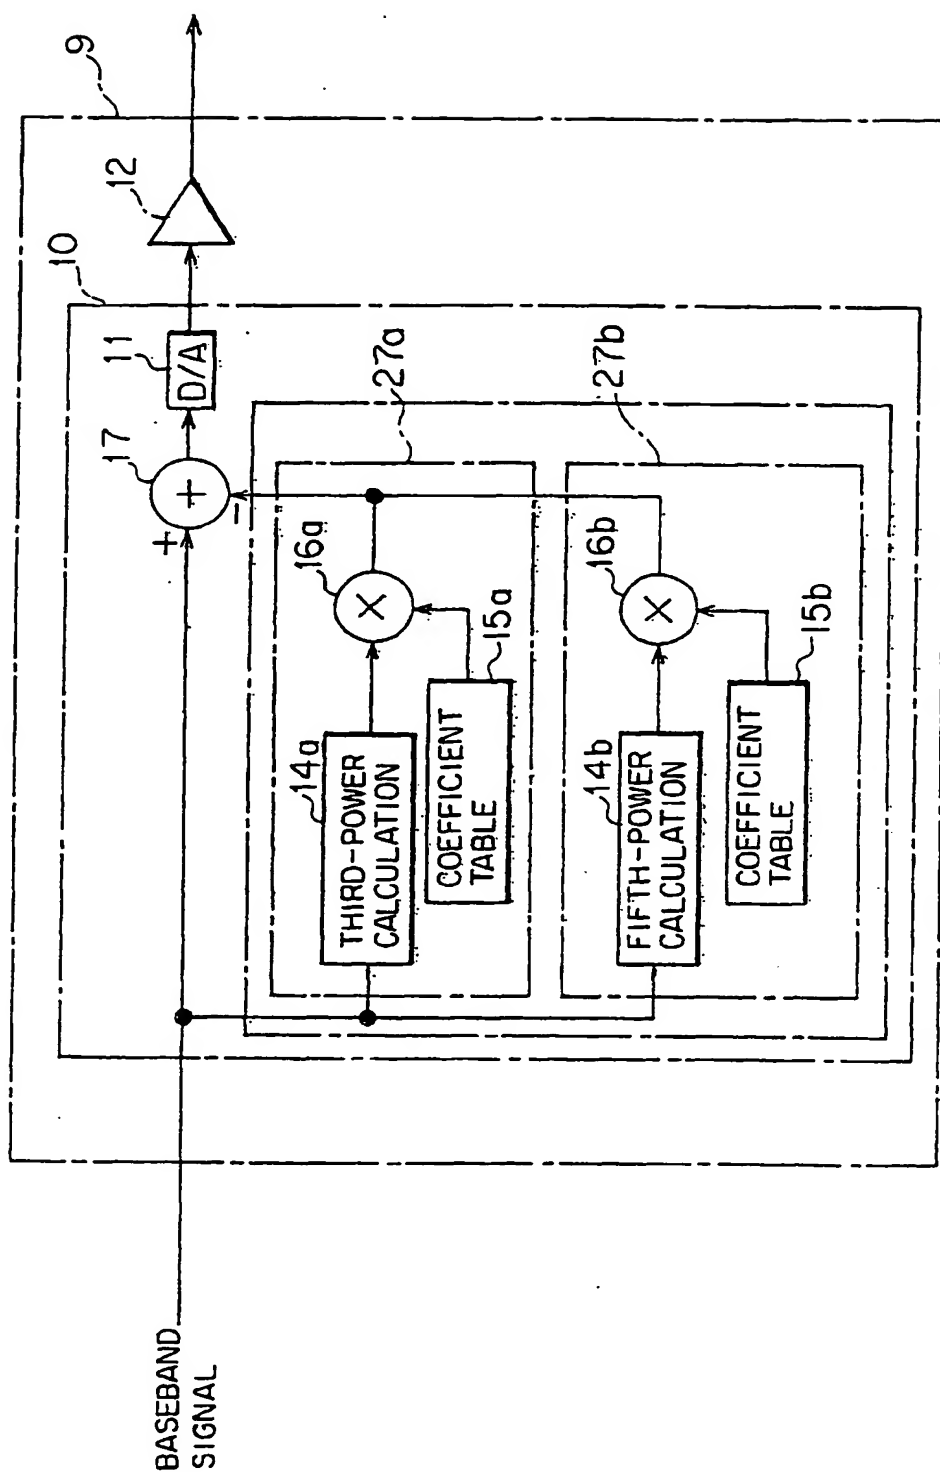 BASEBAND
SIGNAL
9
10
12
11
D/A
17
+
+
-
27a
16a
×
14a
THIRD-POWER
CALCULATION
15a
COEFFICIENT
TABLE
27b
16b
×
14b
FIFTH-POWER
CALCULATION
15b
COEFFICIENT
TABLE